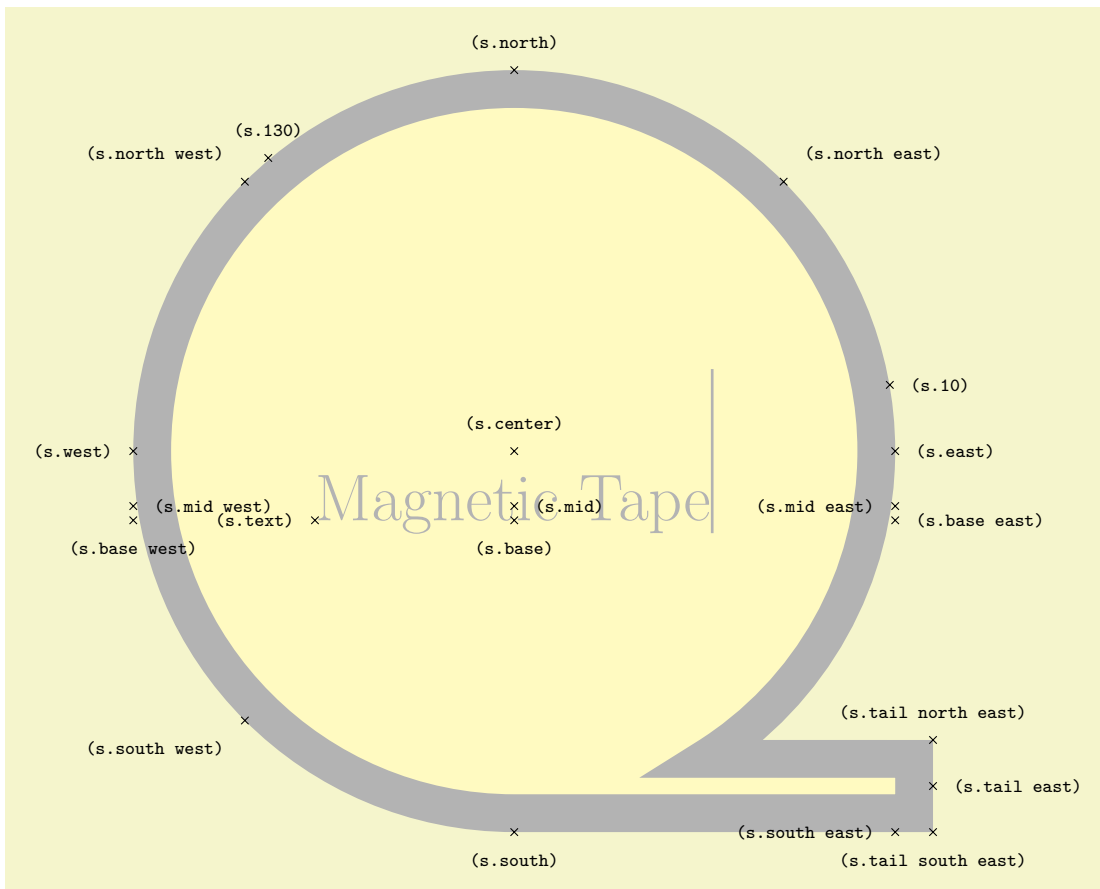 (s.north)
(s.130)
(s.north west)
(s.north east)
(s.10)
(s.center)
(s.west)
(s.east)
Magnetic Tape
(s.mid west)
(s.mid)
(s.mid east)
(s.text)
(s.base east)
(s.base west)
(s.base)
(s.tail north east)
(s.south west)
(s.tail east)
(s.south east)
(s.south)
(s.tail south east)